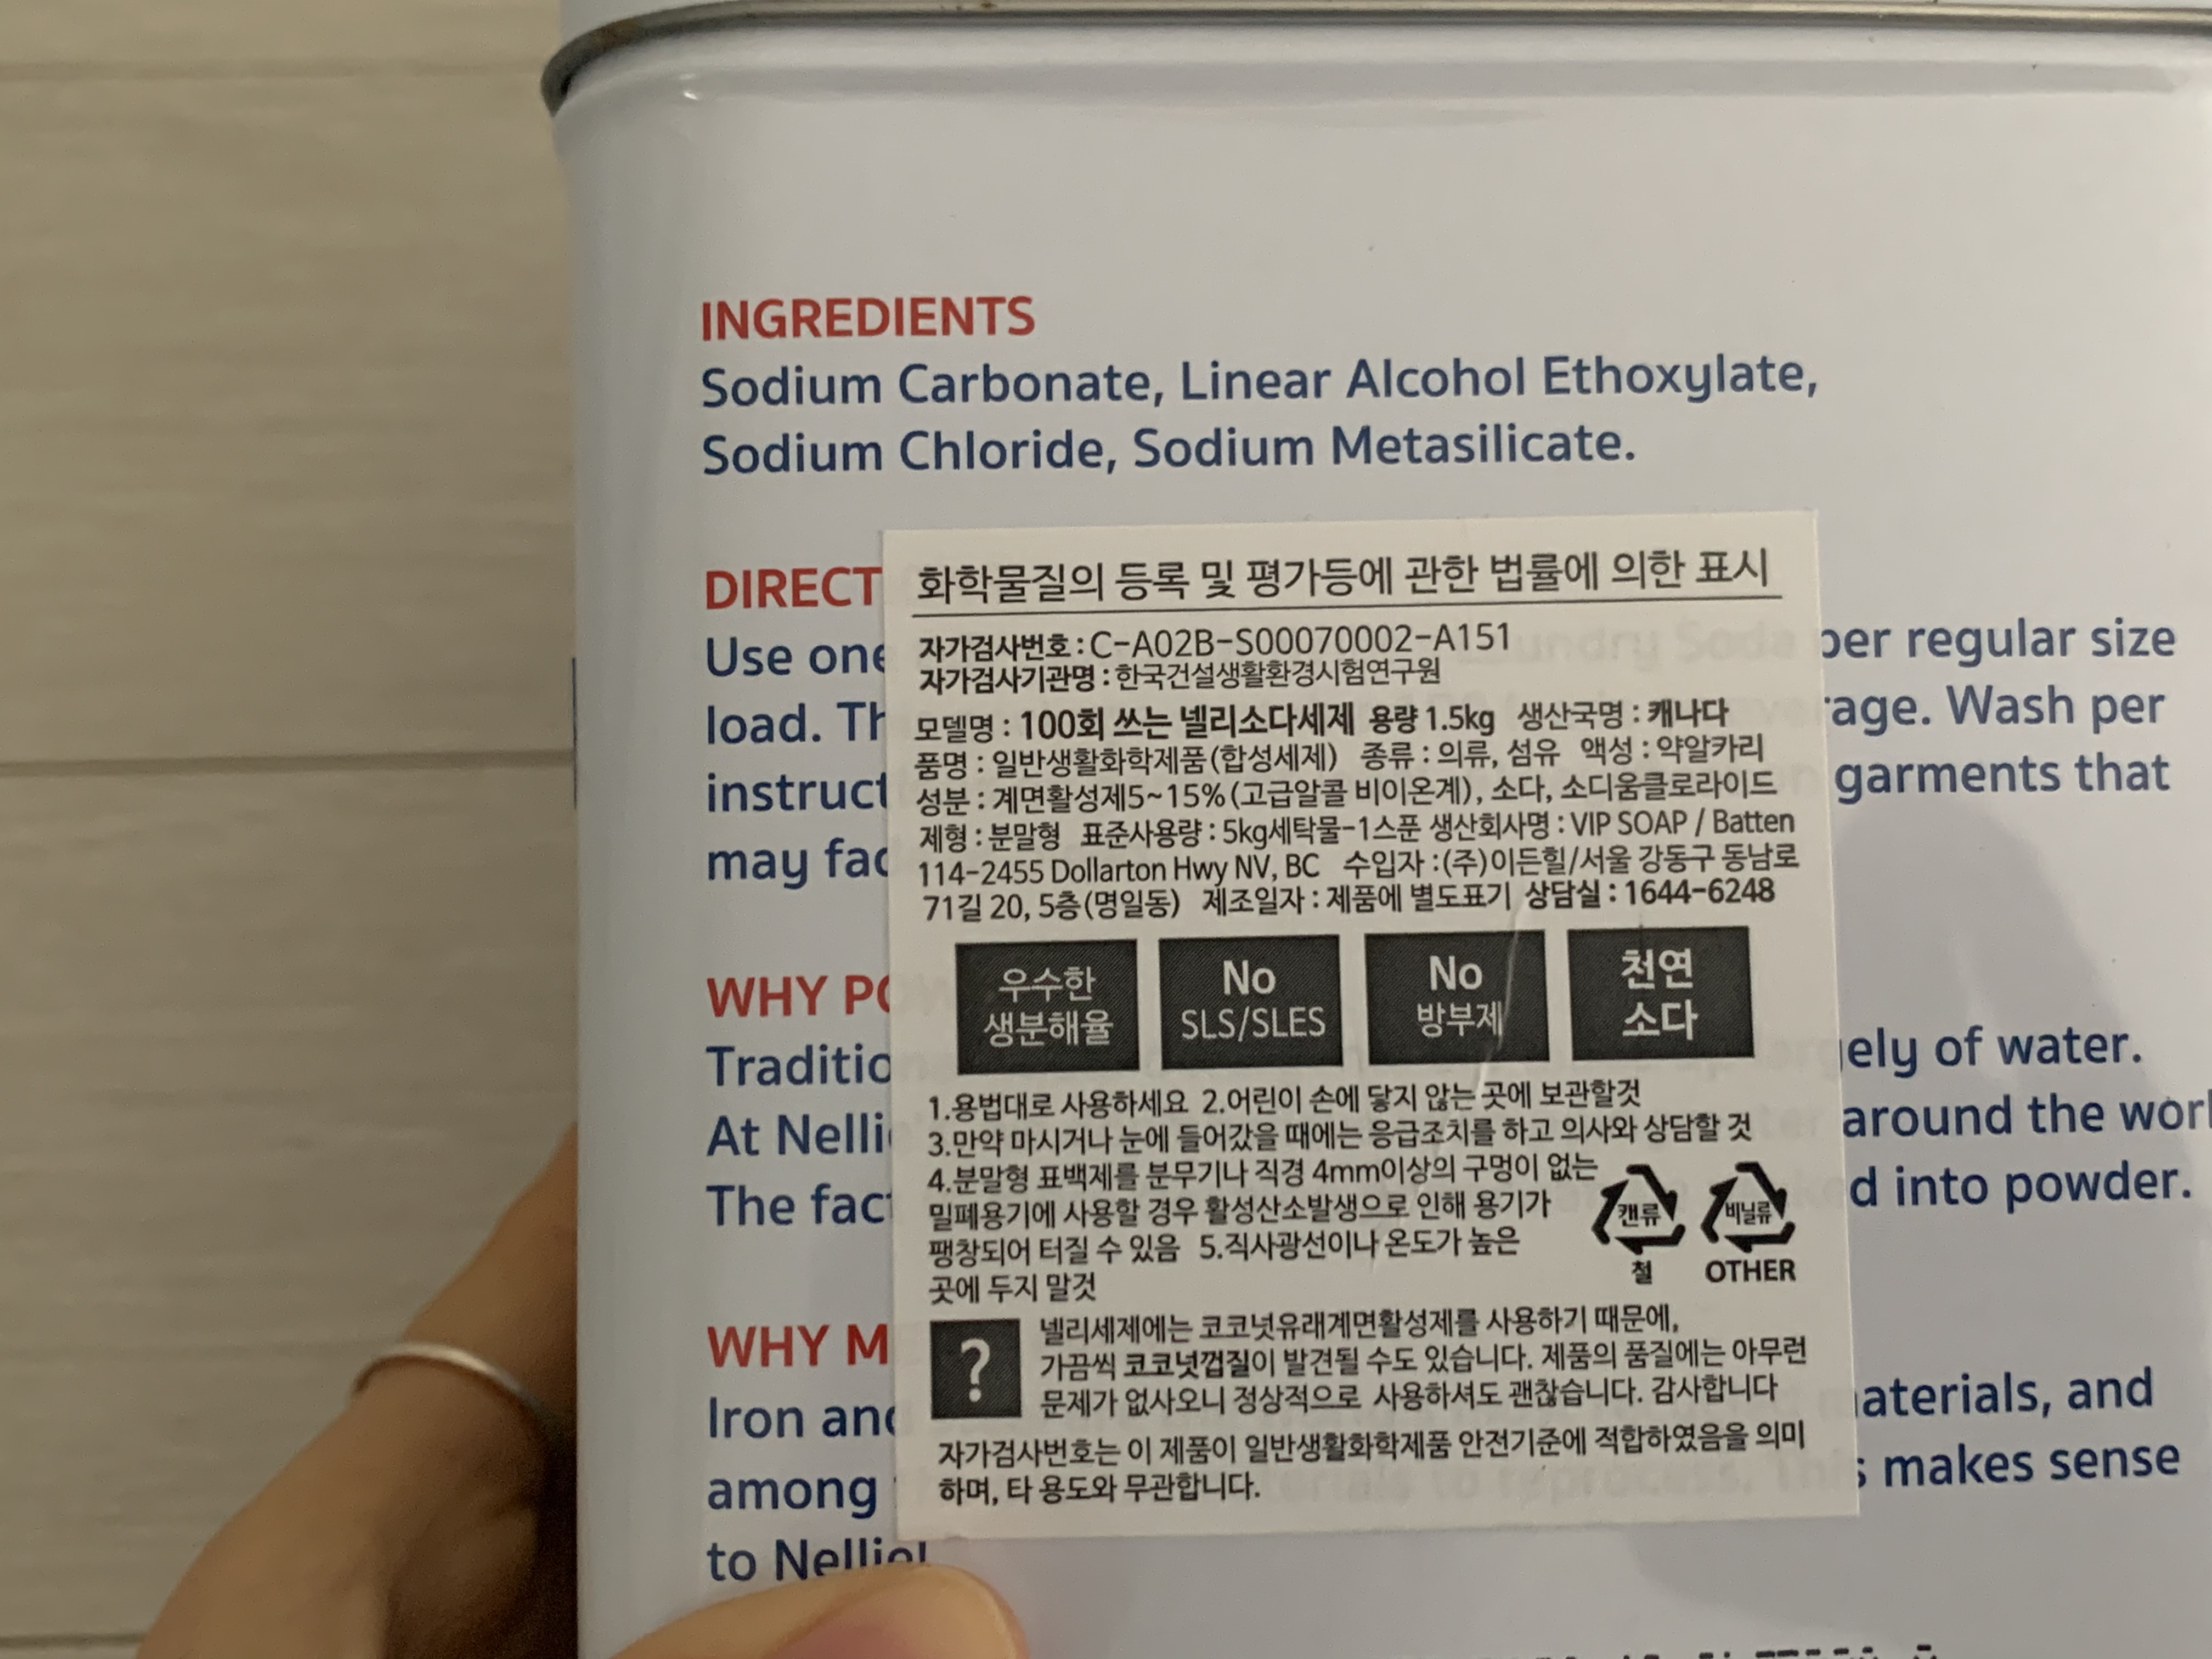 INGREDIENTS
Sodium Carbonate, Linear Alcohol Ethoxylate,
Sodium Chloride, Sodium Metasilicate.
DIRECT
Use one per regular size
load. Th rage. Wash per
instruct garments that
may fad
WHY PO
Traditio gely of water.
At Nelli around the worl
The fact d into powder.
WHY M
Iron and aterials, and
among s makes sense
to Nellie!
화학물질의 등록 및 평가등에 관한 법률에 의한 표시
자가검사번호 : C-A02B-S00070002-A151
자가검사기관명 : 한국건설생활환경시험연구원
모델명 : 100회 쓰는 넬리소다세제 용량 1.5kg 생산국명 : 캐나다
품명 : 일반생활화학제품(합성세제) 종류 : 의류, 섬유 액성 : 약알카리
성분 : 계면활성제5~15%(고급알콜 비이온계), 소다, 소디움클로라이드
제형 : 분말형 표준사용량 : 5kg세탁물-1스푼 생산회사명 : VIP SOAP / Batten
114-2455 Dollarton Hwy NV, BC 수입자 : (주)이든힐/서울 강동구 동남로
71길 20, 5층(명일동) 제조일자 : 제품에 별도표기 상담실 : 1644-6248
우수한
생분해율
No
SLS/SLES
No
방부제
천연
소다
1.용법대로 사용하세요 2.어린이 손에 닿지 않는 곳에 보관할것
3.만약 마시거나 눈에 들어갔을 때에는 응급조치를 하고 의사와 상담할 것
4.분말형 표백제를 분무기나 직경 4mm이상의 구멍이 없는
밀폐용기에 사용할 경우 활성산소발생으로 인해 용기가
팽창되어 터질 수 있음 5.직사광선이나 온도가 높은
곳에 두지 말것
캔류
철
비닐류
OTHER
?
넬리세제에는 코코넛유래계면활성제를 사용하기 때문에,
가끔씩 코코넛껍질이 발견될 수도 있습니다. 제품의 품질에는 아무런
문제가 없사오니 정상적으로 사용하셔도 괜찮습니다. 감사합니다
자가검사번호는 이 제품이 일반생활화학제품 안전기준에 적합하였음을 의미
하며, 타 용도와 무관합니다.